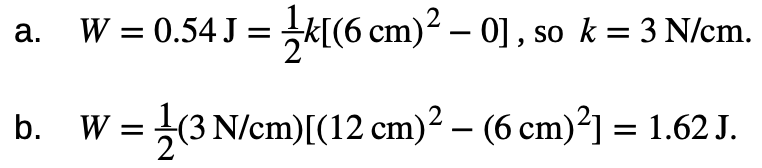 a. W = 0.54 J = ½k[(6 cm)² – 0] , so k = 3 N/cm.
b. W = ½(3 N/cm)[(12 cm)² – (6 cm)²] = 1.62 J.